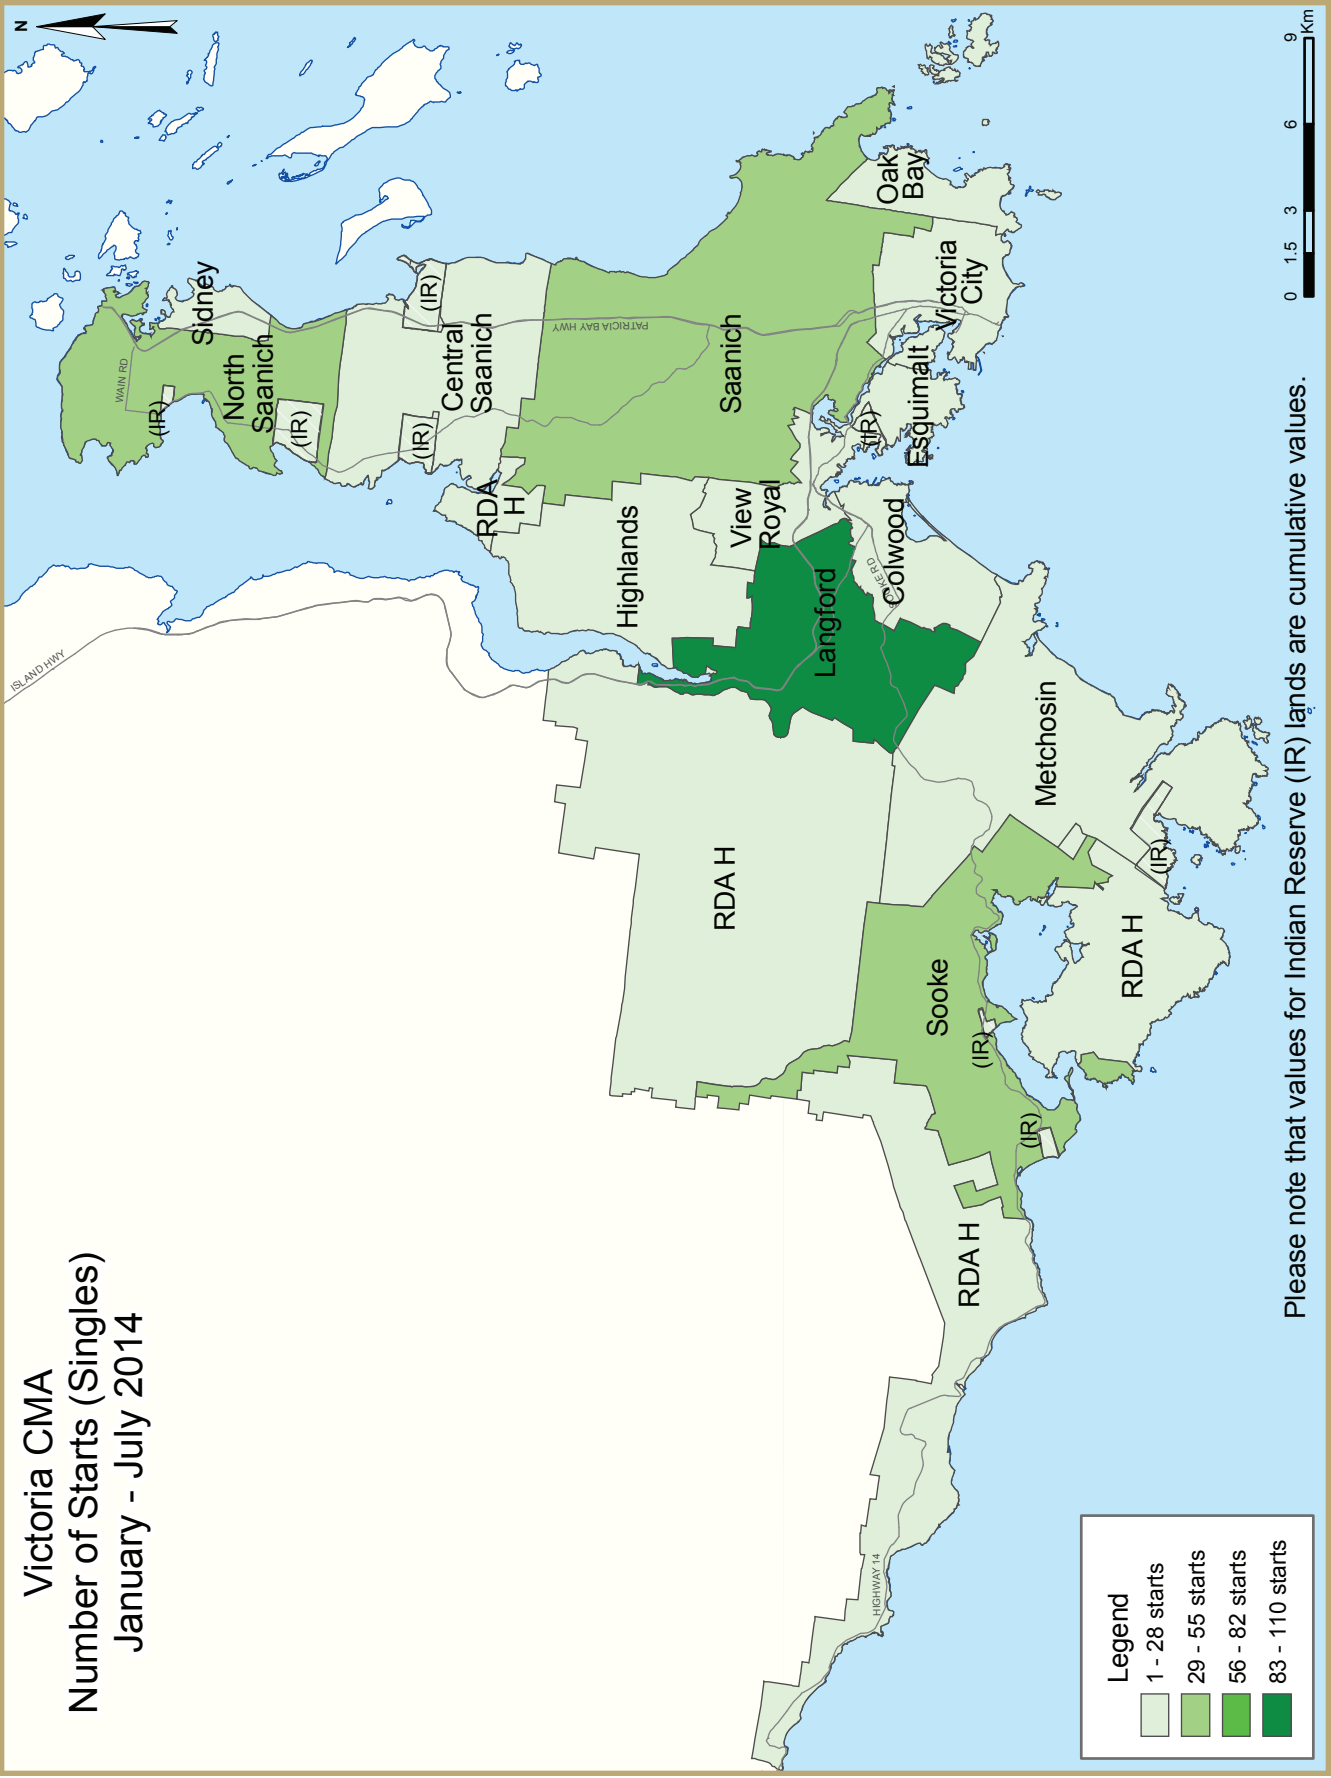 Victoria CMA
Number of Starts (Singles)
January - July 2014
N
ISLAND HWY
WAIN RD
(IR)
Sidney
North
Saanich
(IR)
(IR)
Central
Saanich
(IR)
PATRICIA BAY HWY
RDA
H
Saanich
Highlands
View
Royal
Oak
Bay
Victoria
City
Esquimalt
(IR)
Colwood
SOOKE RD
Langford
Metchosin
(IR)
RDA H
RDA H
Sooke
(IR)
(IR)
RDA H
HIGHWAY 14
Legend
1 - 28 starts
29 - 55 starts
56 - 82 starts
83 - 110 starts
0 1.5 3 6 9
Km
Please note that values for Indian Reserve (IR) lands are cumulative values.